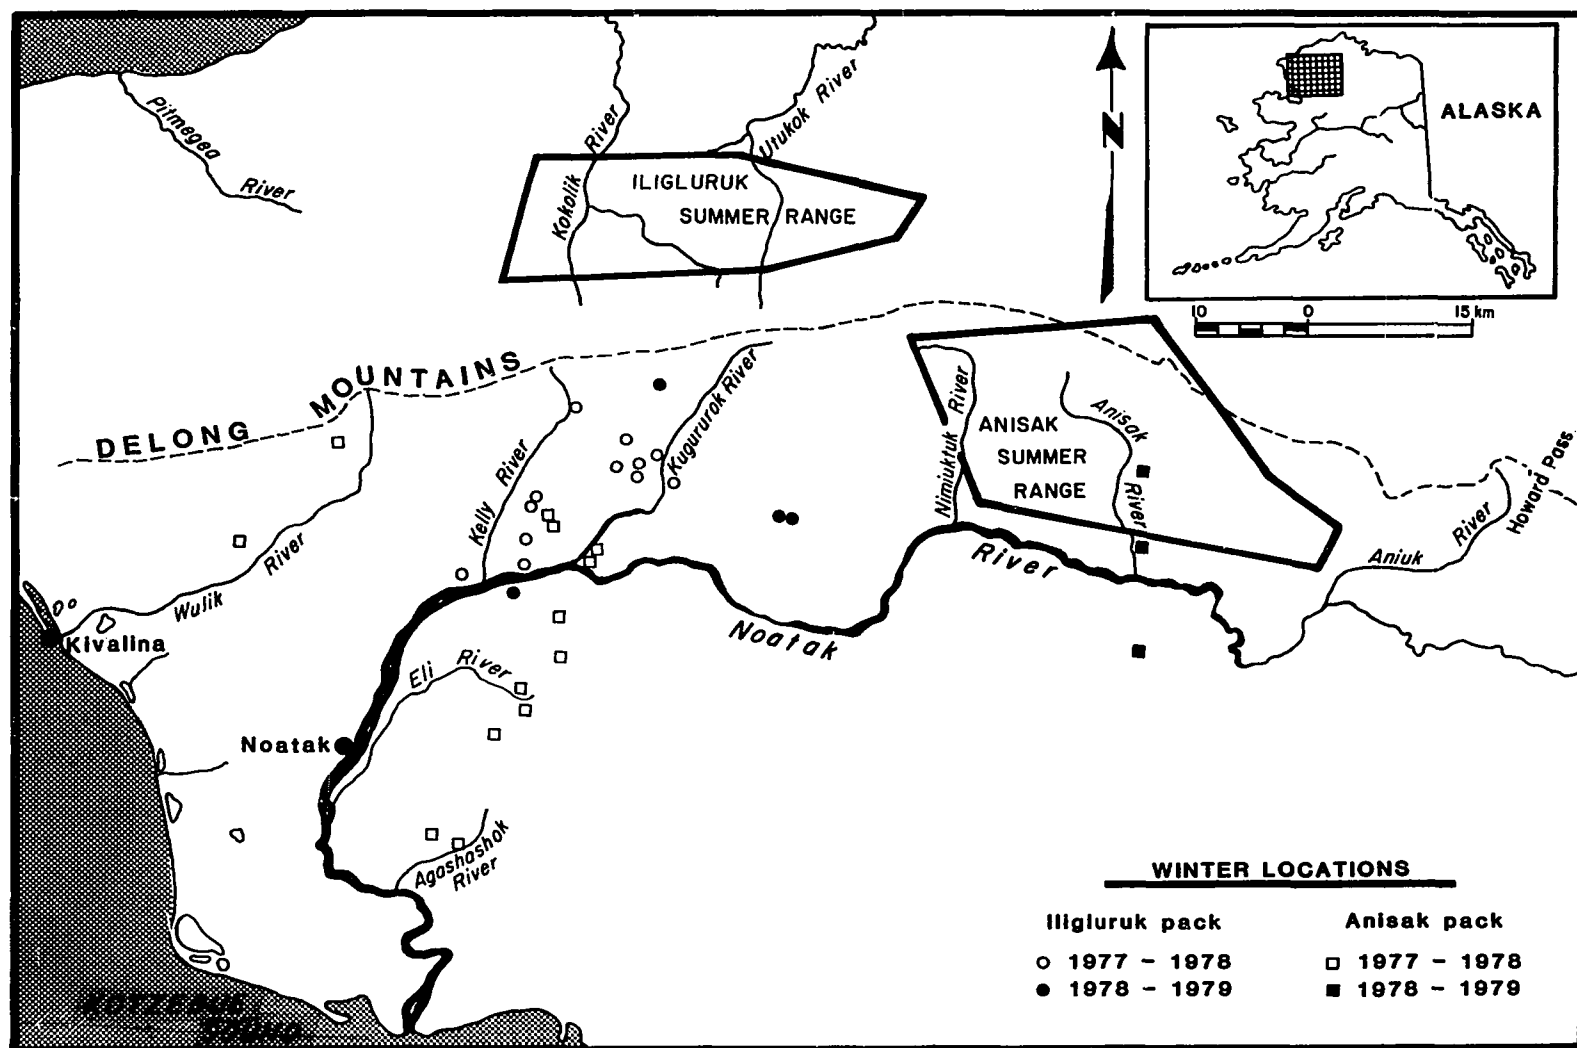 Pitmegea
River
Kokolik
River
Utukok River
ILIGLURUK
SUMMER RANGE
N
ALASKA
10 0 15 km
DELONG MOUNTAINS
Kelly River
Kugururok River
Nimiuktuk River
ANISAK
SUMMER
RANGE
Anisak
River
Howard Pass
Aniuk River
Wulik River
Kivalina
Noatak River
Eli River
Noatak
Agashashok
River
KOTZEBUE
SOUND
WINTER LOCATIONS
Iligluruk pack
1977 - 1978
1978 - 1979
Anisak pack
1977 - 1978
1978 - 1979